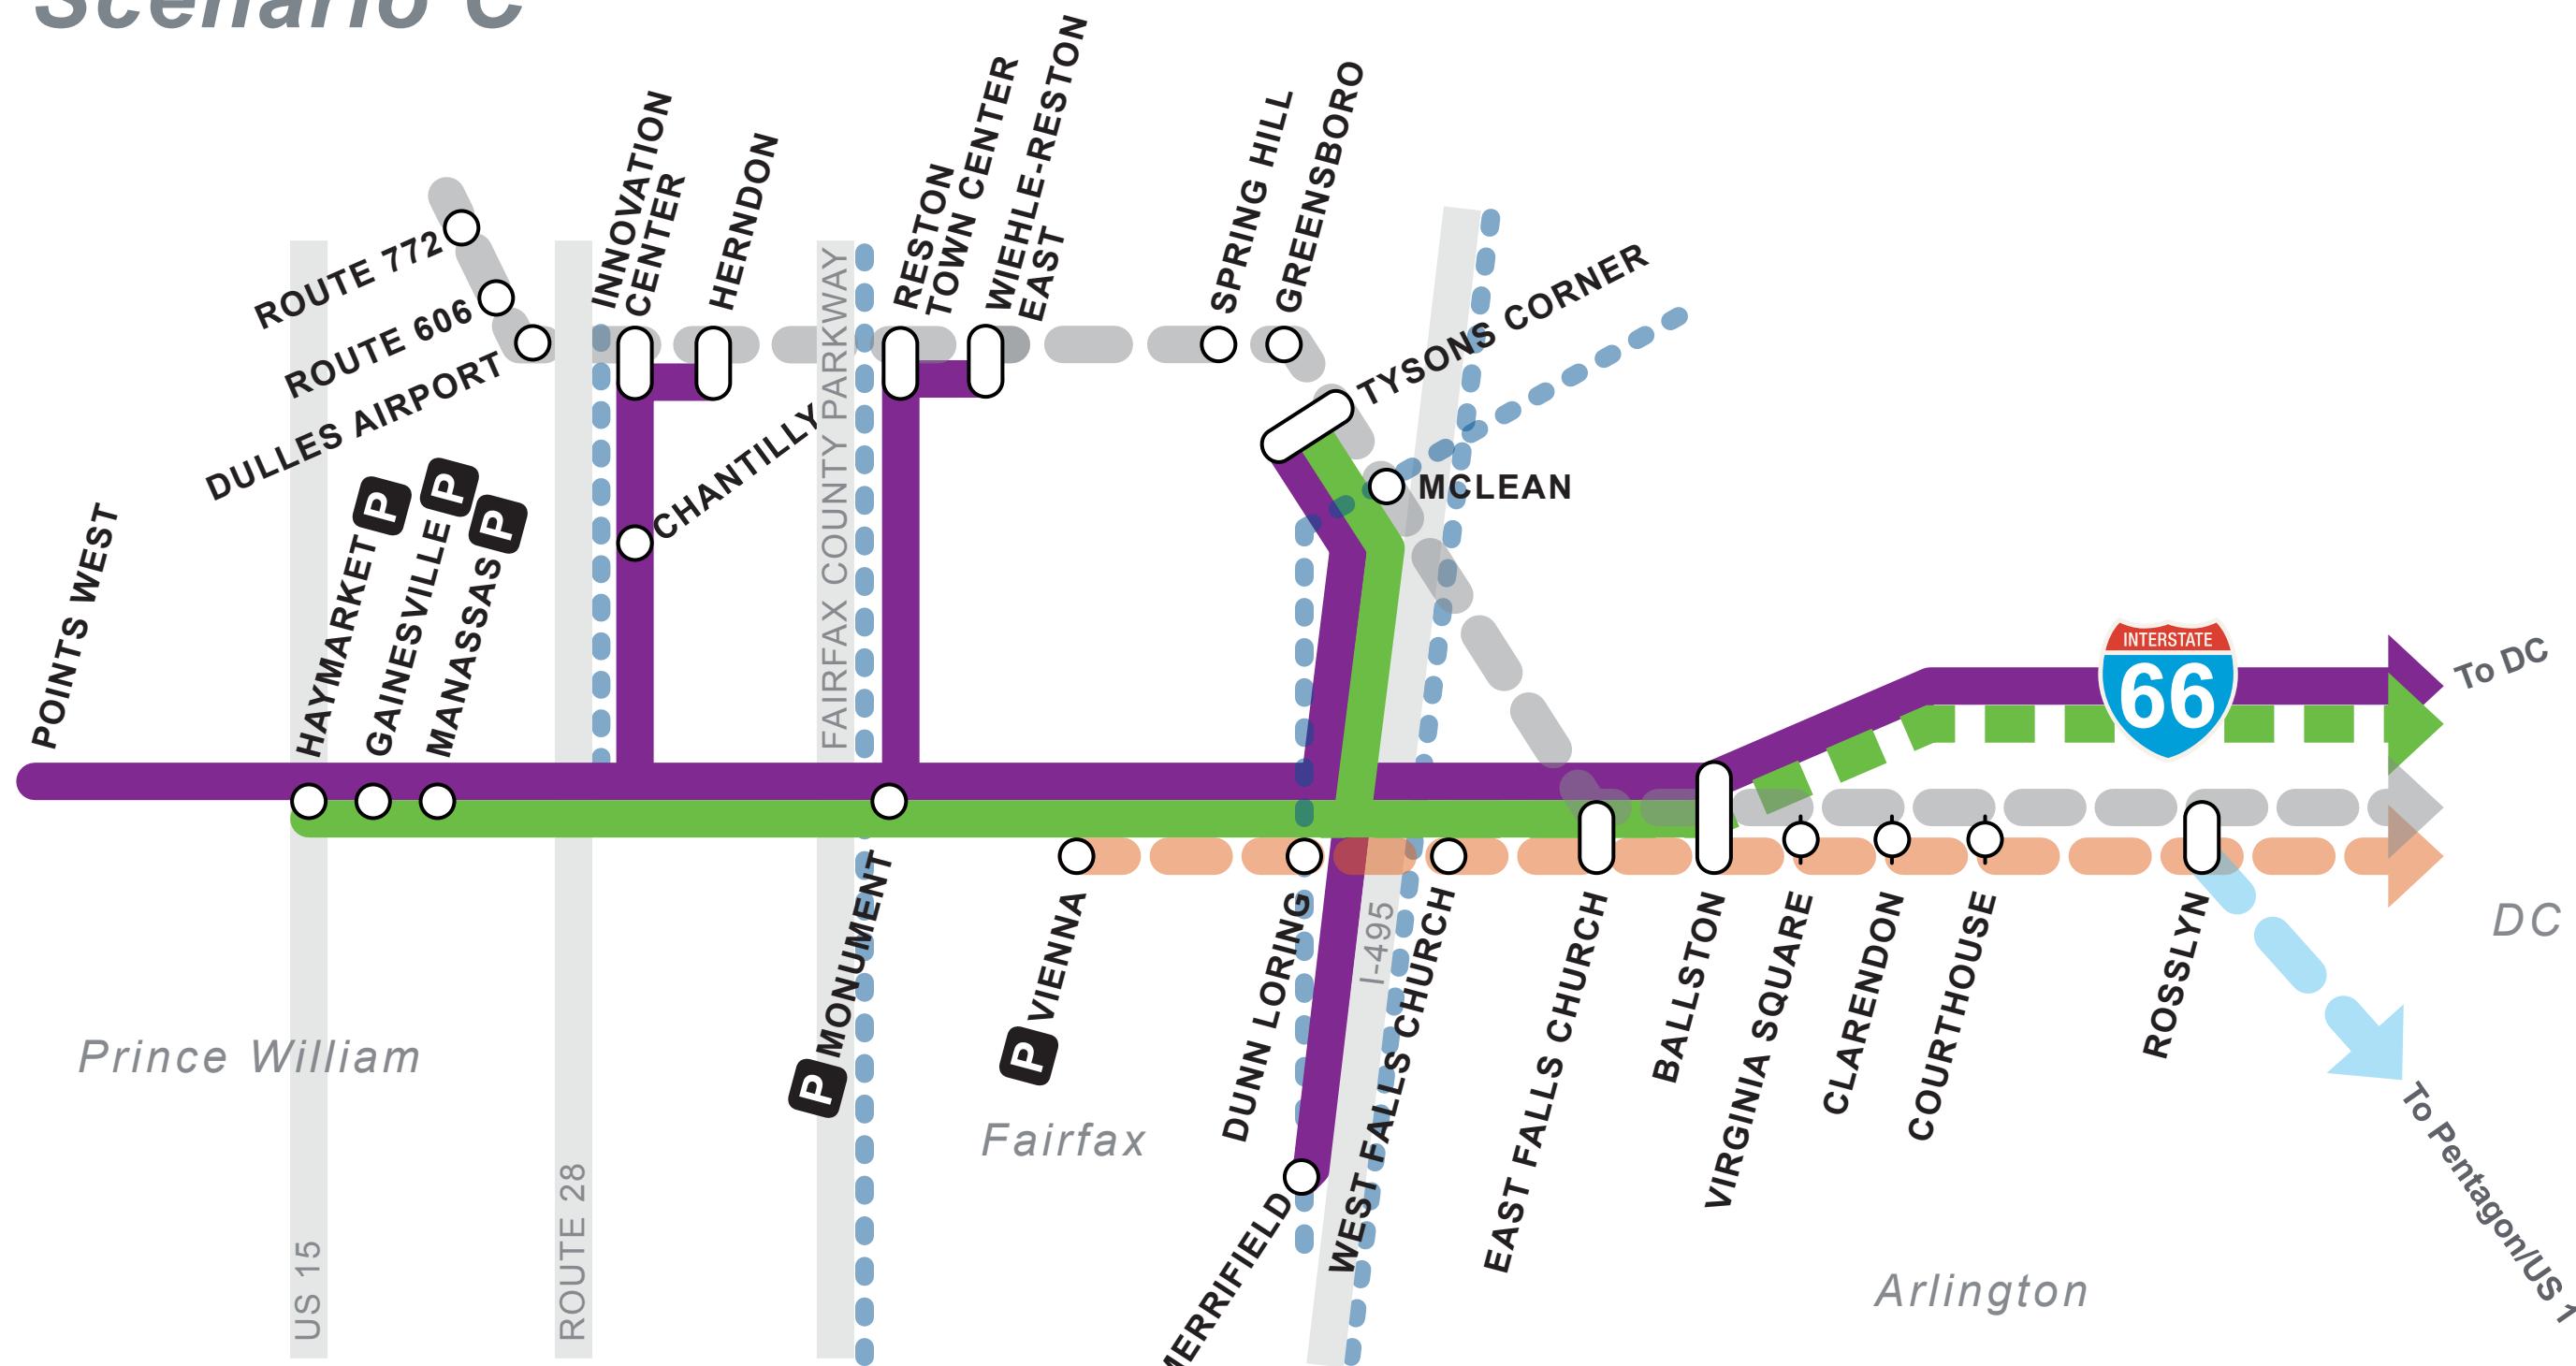 Scenario C
INNOVATION
CENTER
HERNDON
RESTON
TOWN CENTER
WIEHLE-RESTON
EAST
SPRING HILL
GREENSBORO
ROUTE 772
ROUTE 606
DULLES AIRPORT
TYSONS CORNER
MCLEAN
CHANTILLY
FAIRFAX COUNTY PARKWAY
POINTS WEST
HAYMARKET P
GAINESVILLE P
MANASSAS P
INTERSTATE
66
To DC
P MONUMENT
P VIENNA
DUNN LORING
I-495
WEST FALLS CHURCH
EAST FALLS CHURCH
BALLSTON
VIRGINIA SQUARE
CLARENDON
COURTHOUSE
ROSSLYN
DC
Prince William
Fairfax
MERRIFIELD
Arlington
To Pentagon/US 1
US 15
ROUTE 28